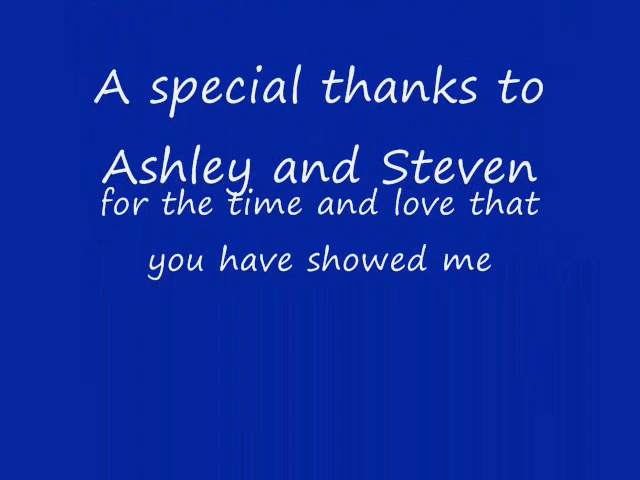 A special thanks to
Ashley and Steven
for the time and love that
you have showed me